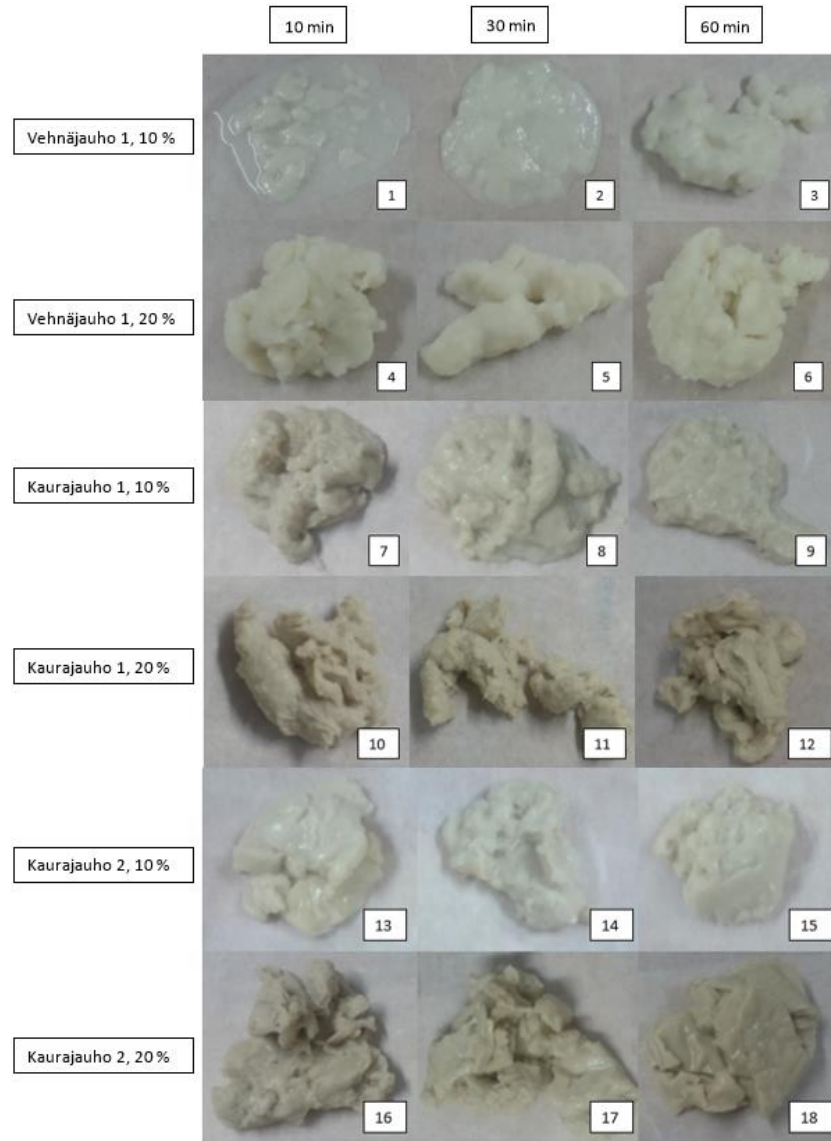 10 min
30 min
60 min
Vehnäjauho 1, 10 %
1
2
3
Vehnäjauho 1, 20 %
4
5
6
Kaurajauho 1, 10 %
7
8
9
Kaurajauho 1, 20 %
10
11
12
Kaurajauho 2, 10 %
13
14
15
Kaurajauho 2, 20 %
16
17
18